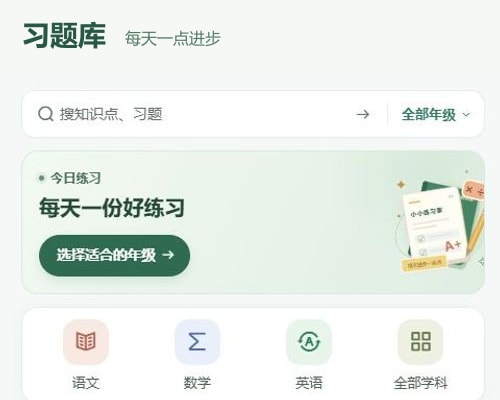 习题库 每天一点进步
搜知识点、习题 → 全部年级
今日练习
每天一份好练习
选择适合的年级 →
小小练习家
A+
语文 数学 英语 全部学科